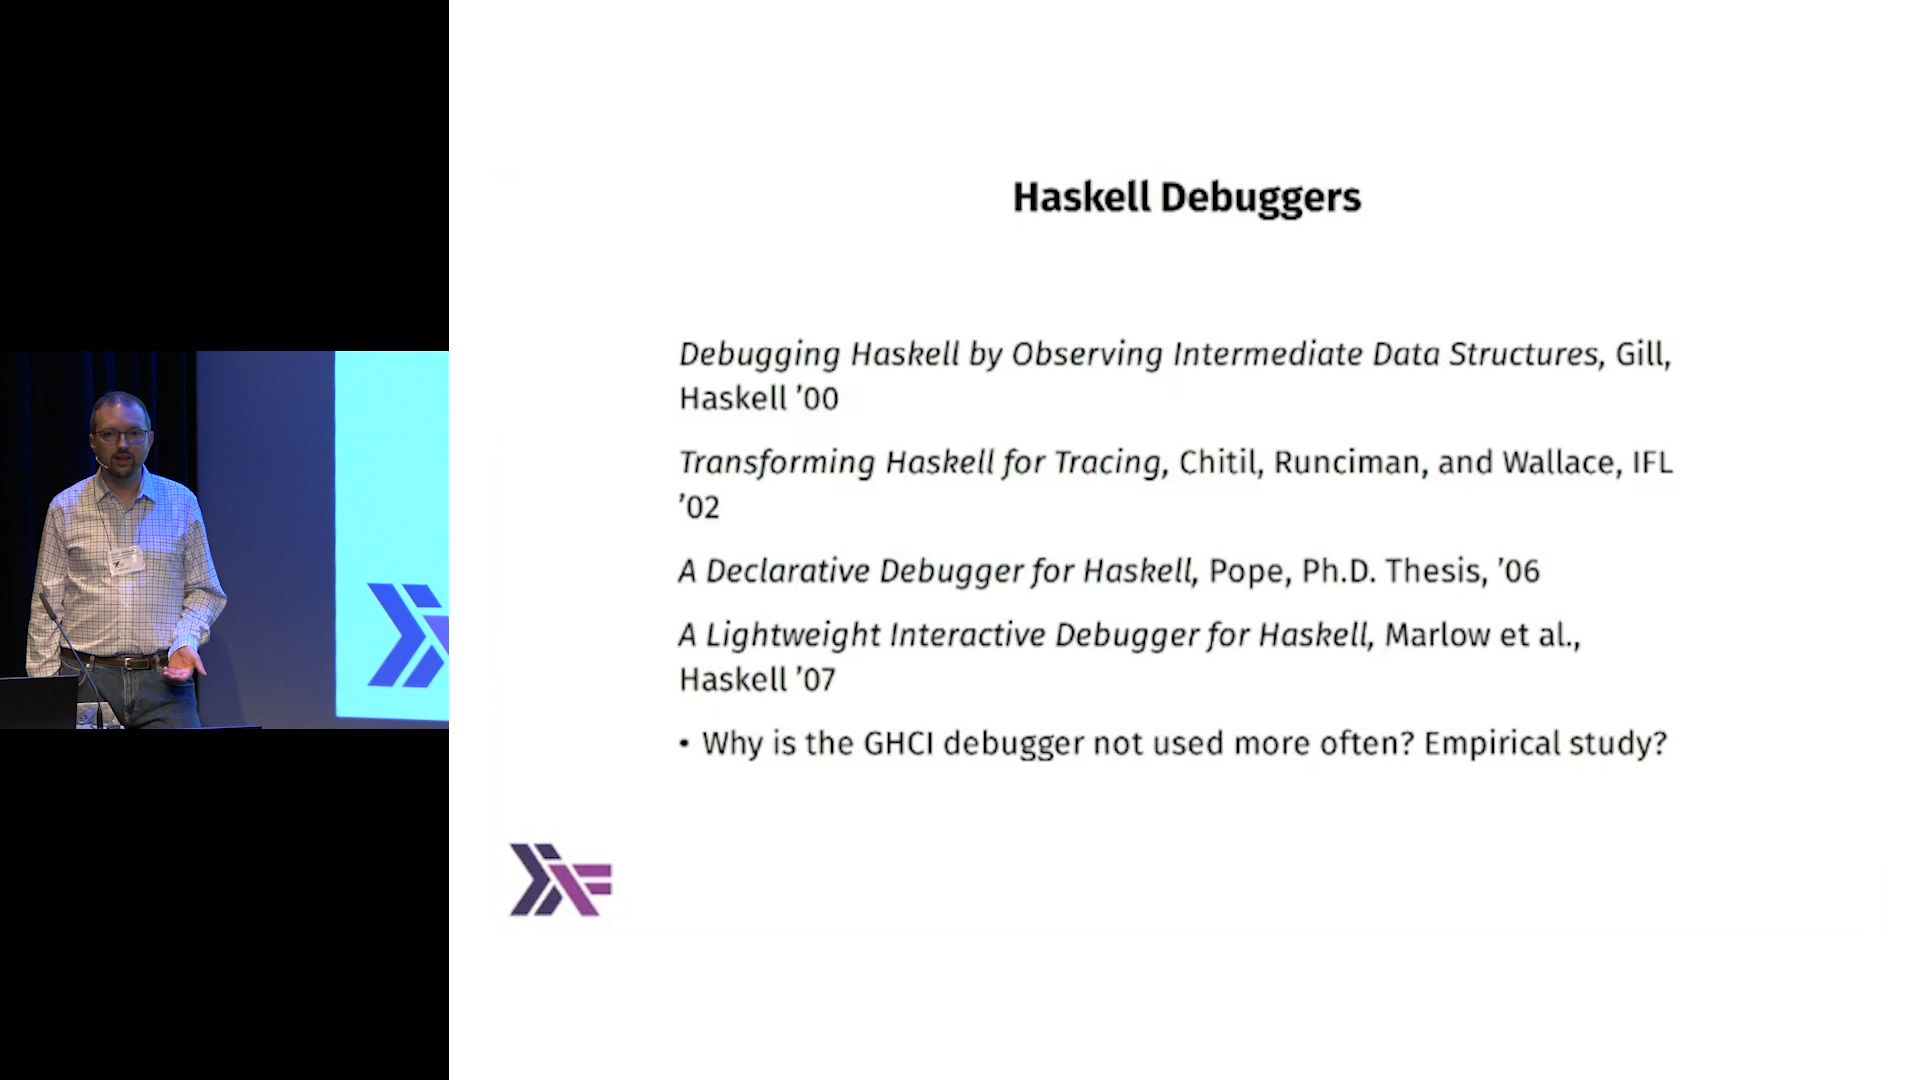 Haskell Debuggers
Debugging Haskell by Observing Intermediate Data Structures, Gill,
Haskell ’00
Transforming Haskell for Tracing, Chitil, Runciman, and Wallace, IFL
’02
A Declarative Debugger for Haskell, Pope, Ph.D. Thesis, ’06
A Lightweight Interactive Debugger for Haskell, Marlow et al.,
Haskell ’07
• Why is the GHCI debugger not used more often? Empirical study?